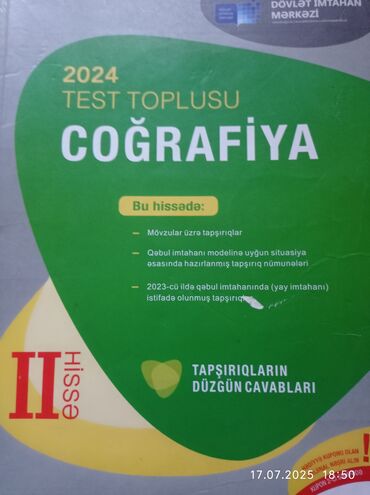 DÖVLƏT İMTAHAN
MƏRKƏZİ
2024
TEST TOPLUSU
COĞRAFİYA
Bu hissədə:
Mövzular üzrə tapşırıqlar
Qəbul imtahanı modelinə uyğun situasiya
əsasında hazırlanmış tapşırıq nümunələri
2023-cü ildə qəbul imtahanında (yay imtahanı)
istifadə olunmuş
II
HİSSƏ
TAPŞIRIQLARIN
DÜZGÜN CAVABLARI
17.07.2025 18:50